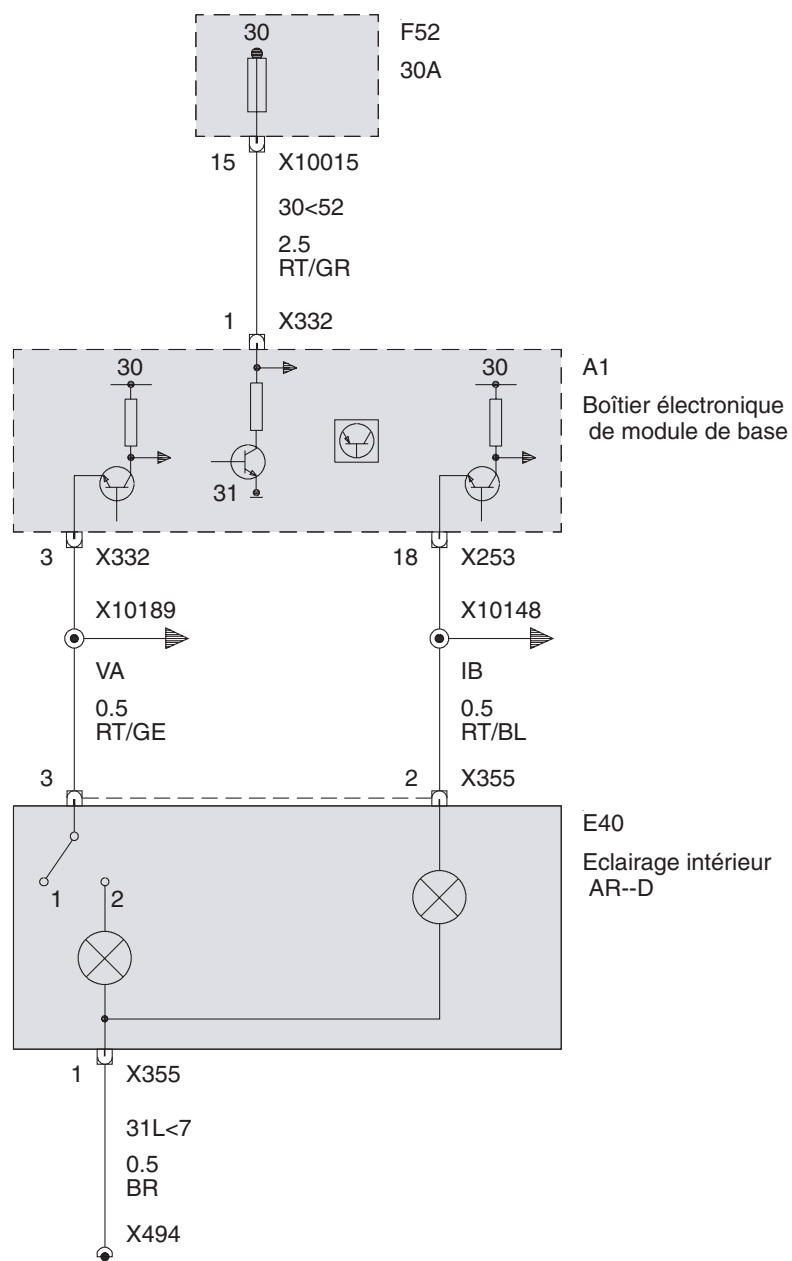 30
F52
30A
15 X10015
30<52
2.5
RT/GR
1 X332
30
30
A1
Boîtier électronique
de module de base
31
3 X332
18 X253
X10189
X10148
VA
IB
0.5
RT/GE
0.5
RT/BL
3
2 X355
E40
Eclairage intérieur
AR--D
1
2
1 X355
31L<7
0.5
BR
X494